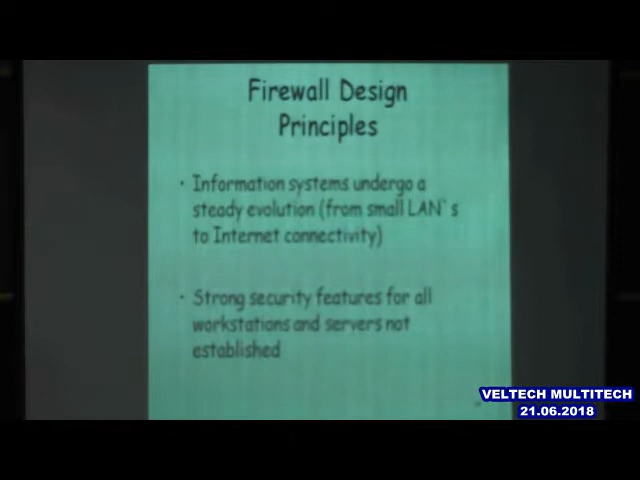 Firewall Design
Principles
• Information systems undergo a
steady evolution (from small LAN`s
to Internet connectivity)
• Strong security features for all
workstations and servers not
established
VELTECH MULTITECH
21.06.2018